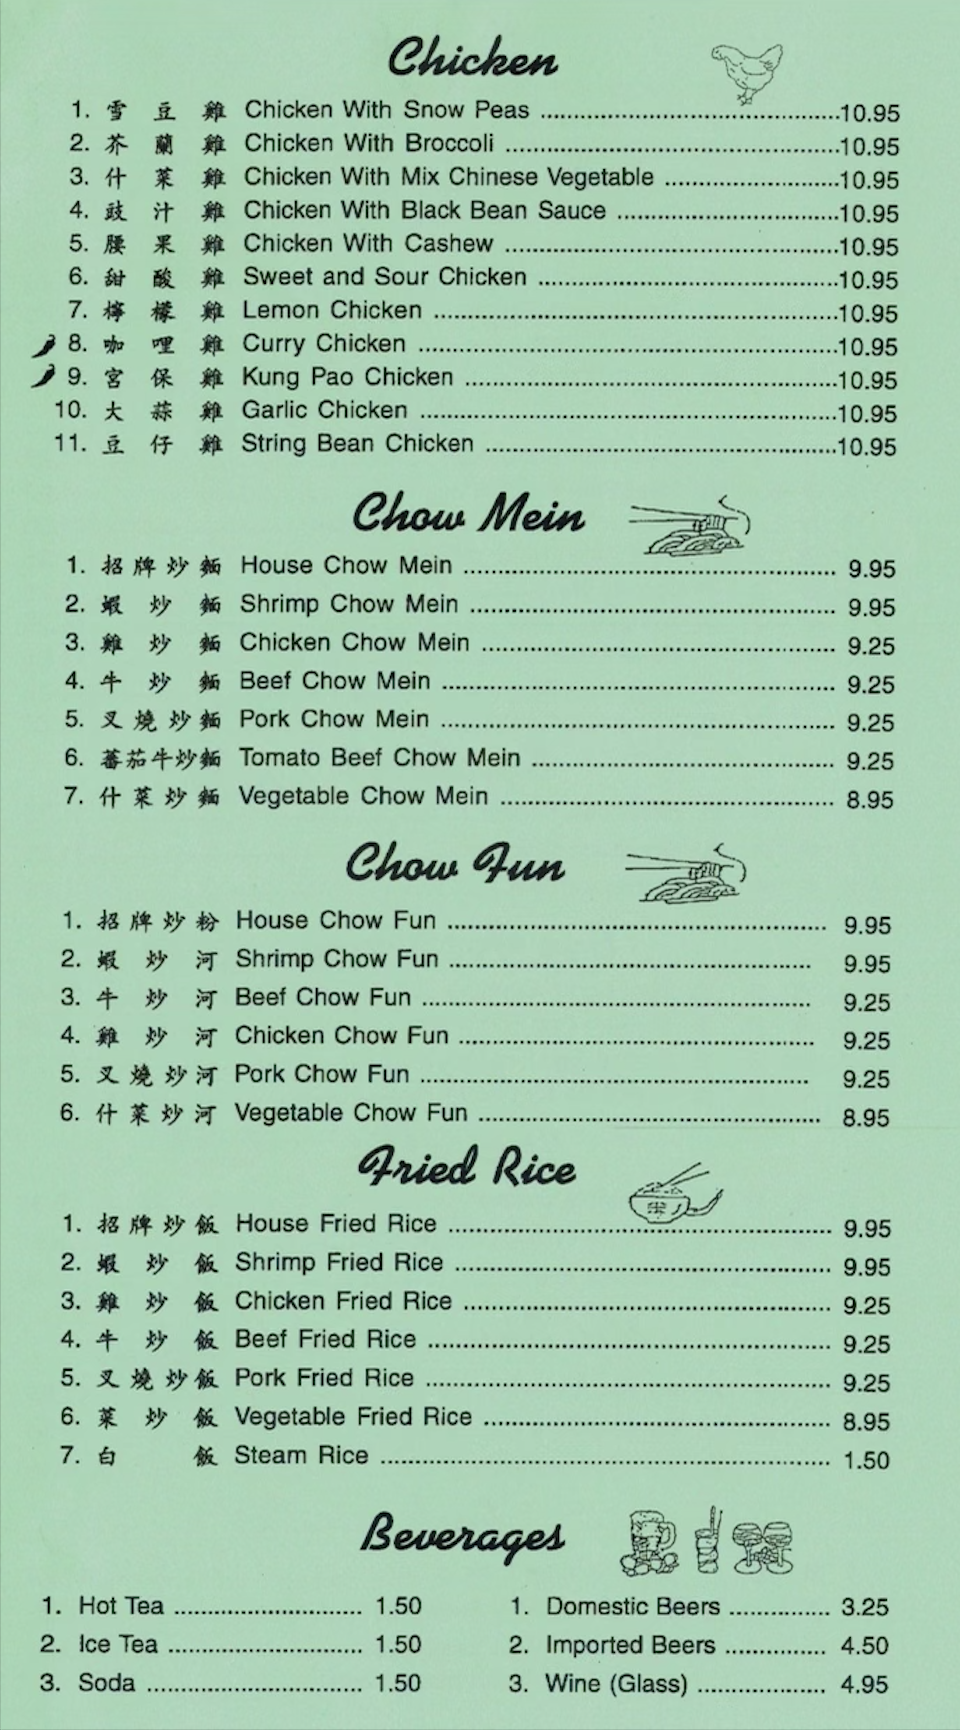 Chicken
1. 雪豆雞 Chicken With Snow Peas 10.95
2. 芥蘭雞 Chicken With Broccoli 10.95
3. 什菜雞 Chicken With Mix Chinese Vegetable 10.95
4. 豉汁雞 Chicken With Black Bean Sauce 10.95
5. 腰果雞 Chicken With Cashew 10.95
6. 甜酸雞 Sweet and Sour Chicken 10.95
7. 檸檬雞 Lemon Chicken 10.95
8. 咖哩雞 Curry Chicken 10.95
9. 宮保雞 Kung Pao Chicken 10.95
10. 大蒜雞 Garlic Chicken 10.95
11. 豆仔雞 String Bean Chicken 10.95
Chow Mein
1. 招牌炒麵 House Chow Mein 9.95
2. 蝦炒麵 Shrimp Chow Mein 9.95
3. 雞炒麵 Chicken Chow Mein 9.25
4. 牛炒麵 Beef Chow Mein 9.25
5. 叉燒炒麵 Pork Chow Mein 9.25
6. 蕃茄牛炒麵 Tomato Beef Chow Mein 9.25
7. 什菜炒麵 Vegetable Chow Mein 8.95
Chow Fun
1. 招牌炒粉 House Chow Fun 9.95
2. 蝦炒河 Shrimp Chow Fun 9.95
3. 牛炒河 Beef Chow Fun 9.25
4. 雞炒河 Chicken Chow Fun 9.25
5. 叉燒炒河 Pork Chow Fun 9.25
6. 什菜炒河 Vegetable Chow Fun 8.95
Fried Rice
米
1. 招牌炒飯 House Fried Rice 9.95
2. 蝦炒飯 Shrimp Fried Rice 9.95
3. 雞炒飯 Chicken Fried Rice 9.25
4. 牛炒飯 Beef Fried Rice 9.25
5. 叉燒炒飯 Pork Fried Rice 9.25
6. 菜炒飯 Vegetable Fried Rice 8.95
7. 白飯 Steam Rice 1.50
Beverages
1. Hot Tea 1.50
2. Ice Tea 1.50
3. Soda 1.50
1. Domestic Beers 3.25
2. Imported Beers 4.50
3. Wine (Glass) 4.95